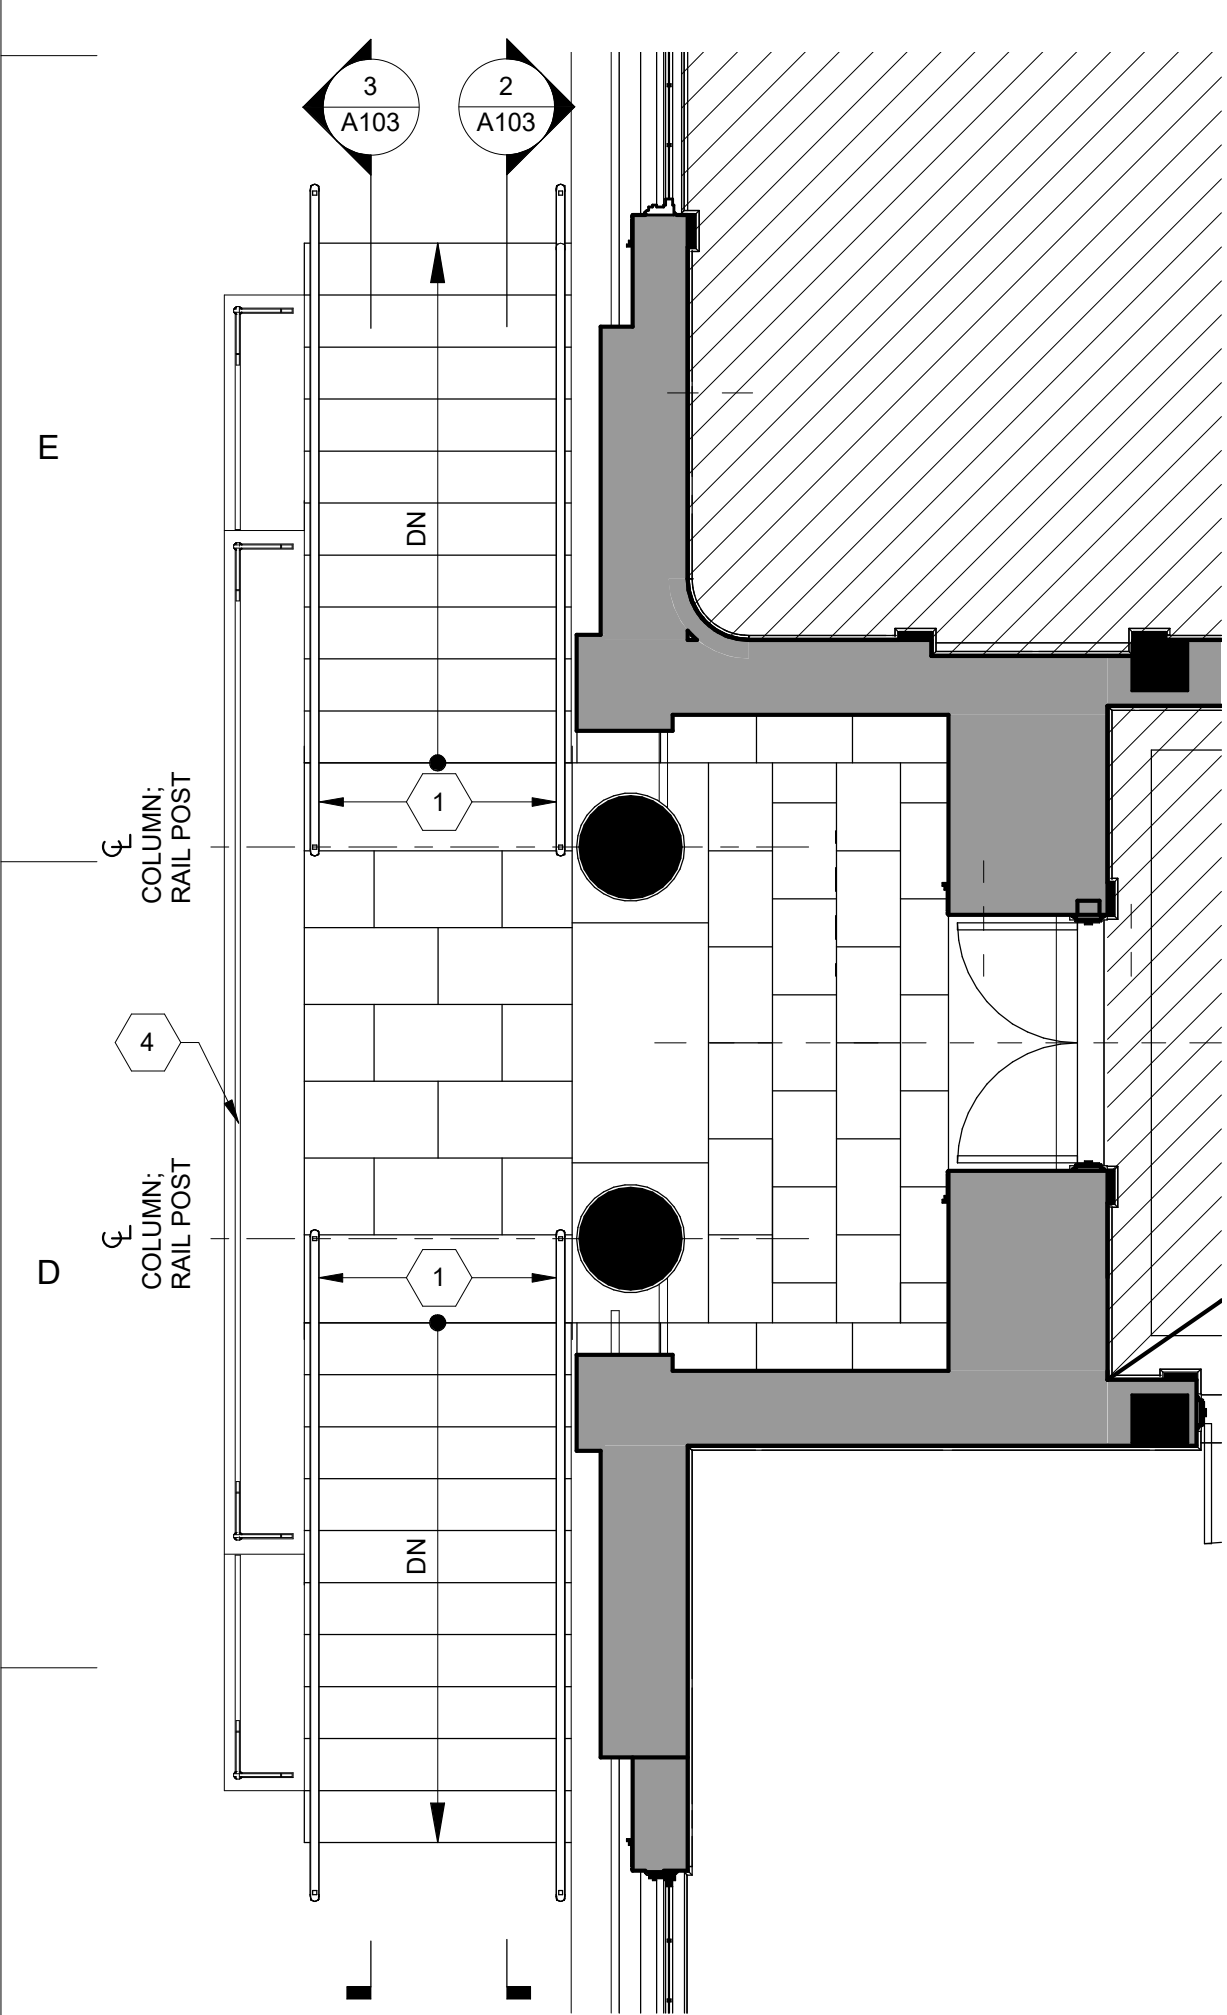 3
A103
2
A103
E
DN
1
℄
COLUMN;
RAIL POST
4
℄
COLUMN;
RAIL POST
D
1
DN